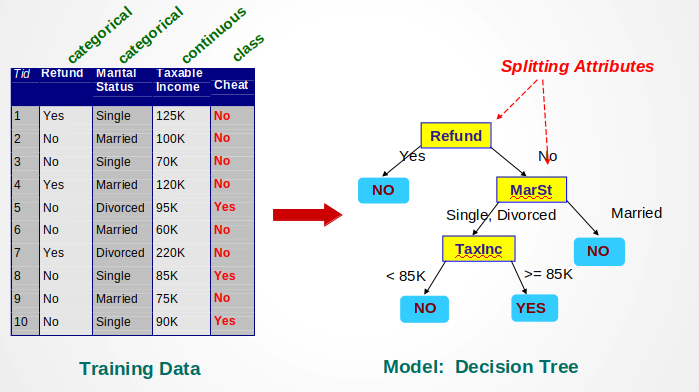 categorical
categorical
continuous
class
Tid Refund Marital Status Taxable Income Cheat
1 Yes Single 125K No
2 No Married 100K No
3 No Single 70K No
4 Yes Married 120K No
5 No Divorced 95K Yes
6 No Married 60K No
7 Yes Divorced 220K No
8 No Single 85K Yes
9 No Married 75K No
10 No Single 90K Yes
Training Data
Splitting Attributes
Refund
Yes No
NO MarSt
Single, Divorced Married
TaxInc NO
< 85K >= 85K
NO YES
Model: Decision Tree